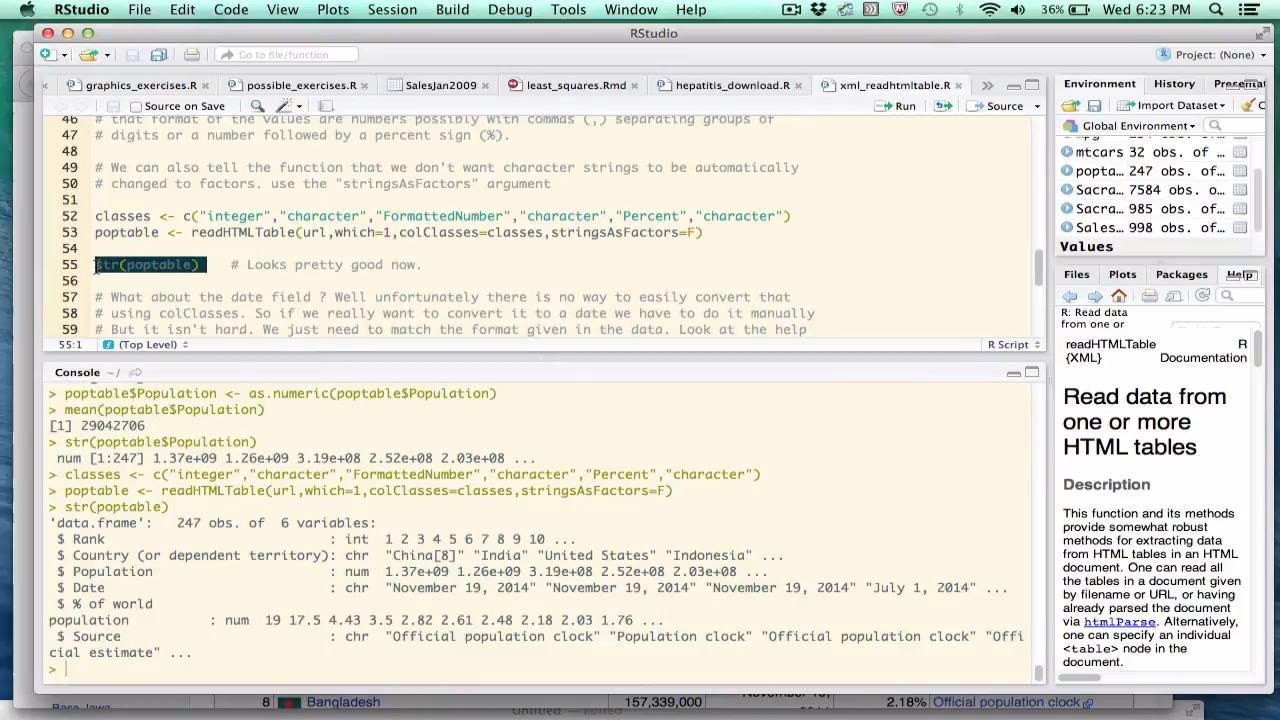 RStudio File Edit Code View Plots Session Build Debug Tools Window Help 36% Wed 6:23 PM
RStudio
Go to file/function
Project: (None)
graphics_exercises.R possible_exercises.R SalesJan2009 least_squares.Rmd hepatitis_download.R xml_readhtmltable.R
Source on Save Run Source
46 # that format of the values are numbers possibly with commas (,) separating groups of
47 # digits or a number followed by a percent sign (%).
48
49 # We can also tell the function that we don't want character strings to be automatically
50 # changed to factors. use the "stringsAsFactors" argument
51
52 classes <- c("integer","character","FormattedNumber","character","Percent","character")
53 poptable <- readHTMLTable(url,which=1,colClasses=classes,stringsAsFactors=F)
54
55 str(poptable) # Looks pretty good now.
56
57 # What about the date field ? Well unfortunately there is no way to easily convert that
58 # using colClasses. So if we really want to convert it to a date we have to do it manually
59 # But it isn't hard. We just need to match the format given in the data. Look at the help
55:1 (Top Level) R Script
Console ~/
> poptable$Population <- as.numeric(poptable$Population)
> mean(poptable$Population)
[1] 29042706
> str(poptable$Population)
num [1:247] 1.37e+09 1.26e+09 3.19e+08 2.52e+08 2.03e+08 ...
> classes <- c("integer","character","FormattedNumber","character","Percent","character")
> poptable <- readHTMLTable(url,which=1,colClasses=classes,stringsAsFactors=F)
> str(poptable)
'data.frame': 247 obs. of 6 variables:
$ Rank : int 1 2 3 4 5 6 7 8 9 10 ...
$ Country (or dependent territory): chr "China[8]" "India" "United States" "Indonesia" ...
$ Population : num 1.37e+09 1.26e+09 3.19e+08 2.52e+08 2.03e+08 ...
$ Date : chr "November 19, 2014" "November 19, 2014" "November 19, 2014" "July 1, 2014" ...
$ % of world
population : num 19 17.5 4.43 3.5 2.82 2.61 2.48 2.18 2.03 1.76 ...
$ Source : chr "Official population clock" "Population clock" "Official population clock" "Offi
cial estimate" ...
>
Environment History
Import Dataset
Global Environment
mtcars 32 obs. of ...
popta... 247 obs. of ...
Sacra... 7584 obs. of ...
Sacra... 985 obs. of ...
Sales... 998 obs. of ...
Values
Files Plots Packages Help
R: Read data
from one or
readHTMLTable R
{XML} Documentation
Read data from
one or more
HTML tables
Description
This function and its methods
provide somewhat robust
methods for extracting data
from HTML tables in an HTML
document. One can read all
the tables in a document given
by filename or URL, or having
already parsed the document
via htmlParse. Alternatively,
one can specify an individual
<table> node in the
document.
8 Bangladesh 157,339,000 2.18% Official population clock